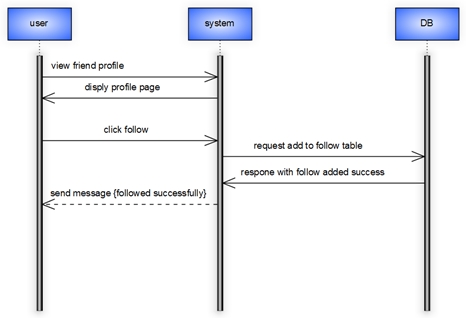 user
system
DB
view friend profile
disply profile page
click follow
request add to follow table
respone with follow added success
send message {followed successfully}